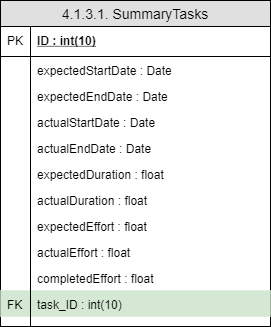 4.1.3.1. SummaryTasks
PK ID : int(10)
expectedStartDate : Date
expectedEndDate : Date
actualStartDate : Date
actualEndDate : Date
expectedDuration : float
actualDuration : float
expectedEffort : float
actualEffort : float
completedEffort : float
FK task_ID : int(10)